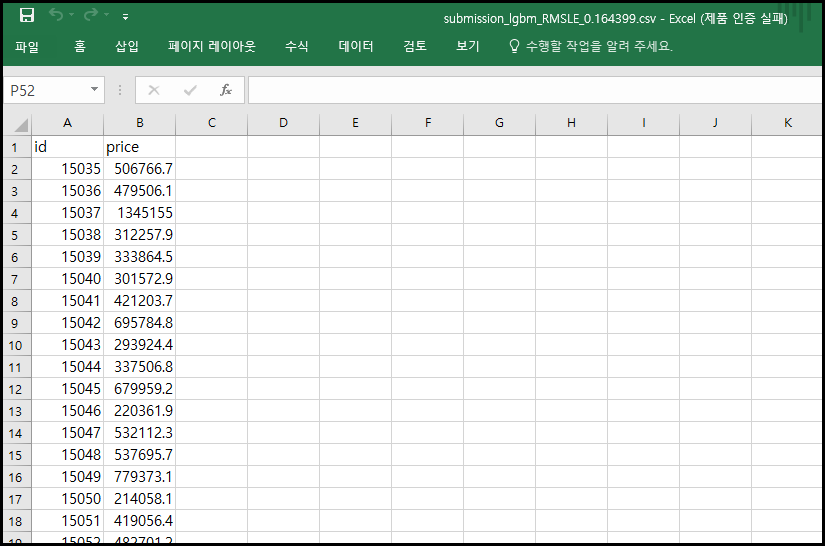 submission_lgbm_RMSLE_0.164399.csv - Excel (제품 인증 실패)
파일 홈 삽입 페이지 레이아웃 수식 데이터 검토 보기 수행할 작업을 알려 주세요.
P52 fx
A B C D E F G H I J K
1 id price
2 15035 506766.7
3 15036 479506.1
4 15037 1345155
5 15038 312257.9
6 15039 333864.5
7 15040 301572.9
8 15041 421203.7
9 15042 695784.8
10 15043 293924.4
11 15044 337506.8
12 15045 679959.2
13 15046 220361.9
14 15047 532112.3
15 15048 537695.7
16 15049 779373.1
17 15050 214058.1
18 15051 419056.4
19 15052 482701.2